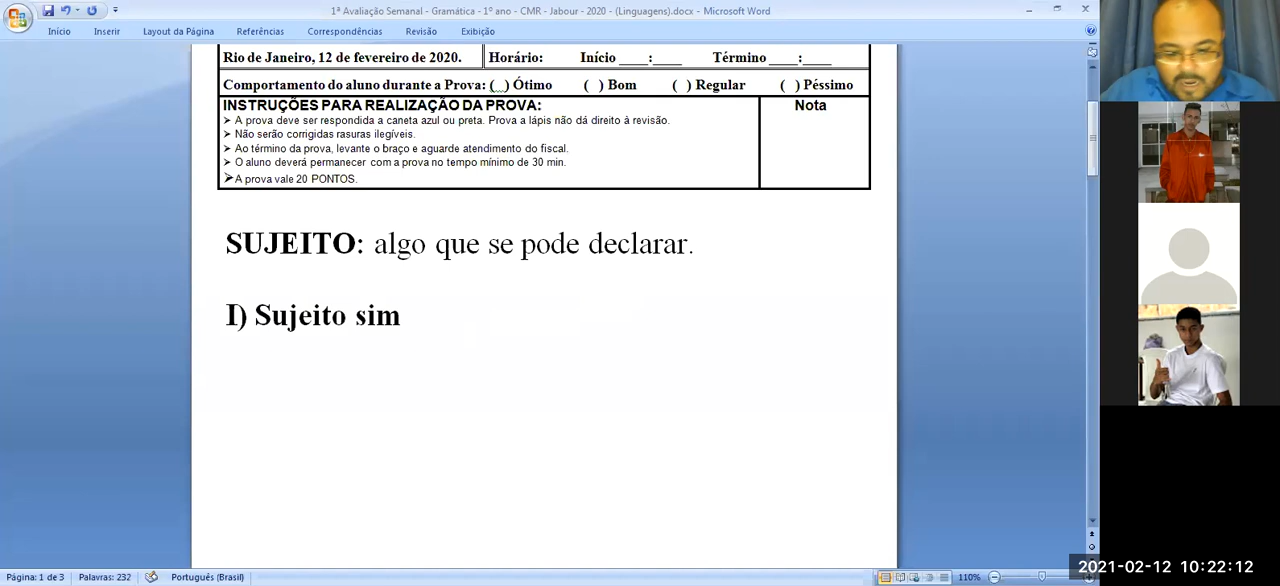 1ª Avaliação Semanal - Gramática - 1º ano - CMR - Jabour - 2020 - (Linguagens).docx - Microsoft Word
Início Inserir Layout da Página Referências Correspondências Revisão Exibição
Rio de Janeiro, 12 de fevereiro de 2020. Horário: Início ____:____ Término ____:____
Comportamento do aluno durante a Prova: (__) Ótimo ( ) Bom ( ) Regular ( ) Péssimo
INSTRUÇÕES PARA REALIZAÇÃO DA PROVA: Nota
➤ A prova deve ser respondida a caneta azul ou preta. Prova a lápis não dá direito à revisão.
➤ Não serão corrigidas rasuras ilegíveis.
➤ Ao término da prova, levante o braço e aguarde atendimento do fiscal.
➤ O aluno deverá permanecer com a prova no tempo mínimo de 30 min.
➤ A prova vale 20 PONTOS.
SUJEITO: algo que se pode declarar.
I) Sujeito sim
Página: 1 de 3 Palavras: 232 Português (Brasil) 110%
2021-02-12 10:22:12